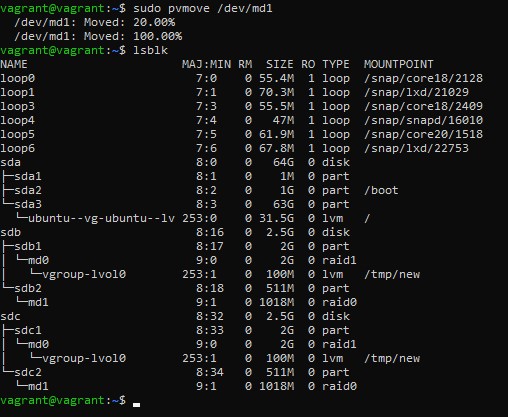 vagrant@vagrant:~$ sudo pvmove /dev/md1
  /dev/md1: Moved: 20.00%
  /dev/md1: Moved: 100.00%
vagrant@vagrant:~$ lsblk
NAME                      MAJ:MIN RM  SIZE RO TYPE  MOUNTPOINT
loop0                       7:0    0 55.4M  1 loop  /snap/core18/2128
loop1                       7:1    0 70.3M  1 loop  /snap/lxd/21029
loop3                       7:3    0 55.5M  1 loop  /snap/core18/2409
loop4                       7:4    0   47M  1 loop  /snap/snapd/16010
loop5                       7:5    0 61.9M  1 loop  /snap/core20/1518
loop6                       7:6    0 67.8M  1 loop  /snap/lxd/22753
sda                         8:0    0   64G  0 disk
├─sda1                      8:1    0    1M  0 part
├─sda2                      8:2    0    1G  0 part  /boot
└─sda3                      8:3    0   63G  0 part
  └─ubuntu--vg-ubuntu--lv 253:0    0 31.5G  0 lvm   /
sdb                         8:16   0  2.5G  0 disk
├─sdb1                      8:17   0    2G  0 part
│ └─md0                     9:0    0    2G  0 raid1
│   └─vgroup-lvol0        253:1    0  100M  0 lvm   /tmp/new
└─sdb2                      8:18   0  511M  0 part
  └─md1                     9:1    0 1018M  0 raid0
sdc                         8:32   0  2.5G  0 disk
├─sdc1                      8:33   0    2G  0 part
│ └─md0                     9:0    0    2G  0 raid1
│   └─vgroup-lvol0        253:1    0  100M  0 lvm   /tmp/new
└─sdc2                      8:34   0  511M  0 part
  └─md1                     9:1    0 1018M  0 raid0
vagrant@vagrant:~$